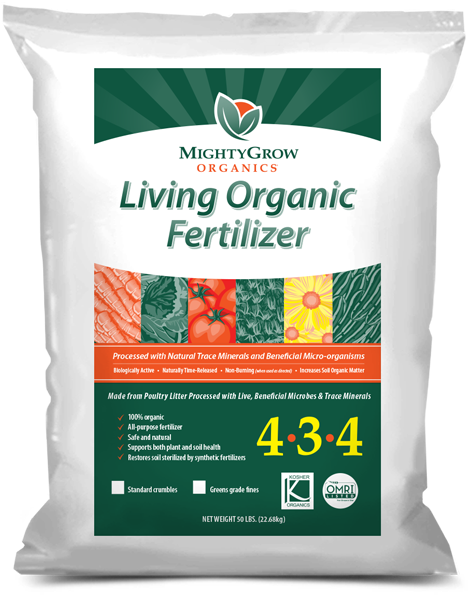 MIGHTYGROW
ORGANICS
Living Organic
Fertilizer
Processed with Natural Trace Minerals and Beneficial Micro-organisms
Biologically Active • Naturally Time-Released • Non-Burning (when used as directed) • Increases Soil Organic Matter
Made from Poultry Litter Processed with Live, Beneficial Microbes & Trace Minerals
✓ 100% organic
✓ All-purpose fertilizer
✓ Safe and natural
✓ Supports both plant and soil health
✓ Restores soil sterilized by synthetic fertilizers
4•3•4
Standard crumbles
Greens grade fines
KOSHER
K
ORGANICS
OMRI
LISTED
NET WEIGHT 50 LBS. (22.68kg)